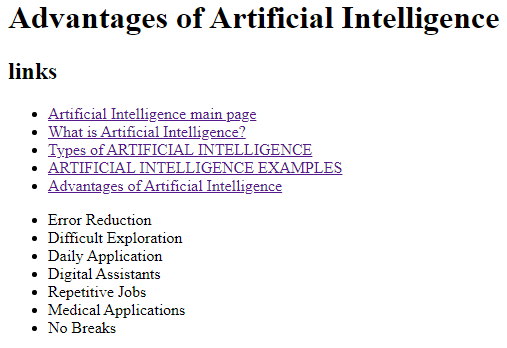 Advantages of Artificial Intelligence
links
Artificial Intelligence main page
What is Artificial Intelligence?
Types of ARTIFICIAL INTELLIGENCE
ARTIFICIAL INTELLIGENCE EXAMPLES
Advantages of Artificial Intelligence
Error Reduction
Difficult Exploration
Daily Application
Digital Assistants
Repetitive Jobs
Medical Applications
No Breaks